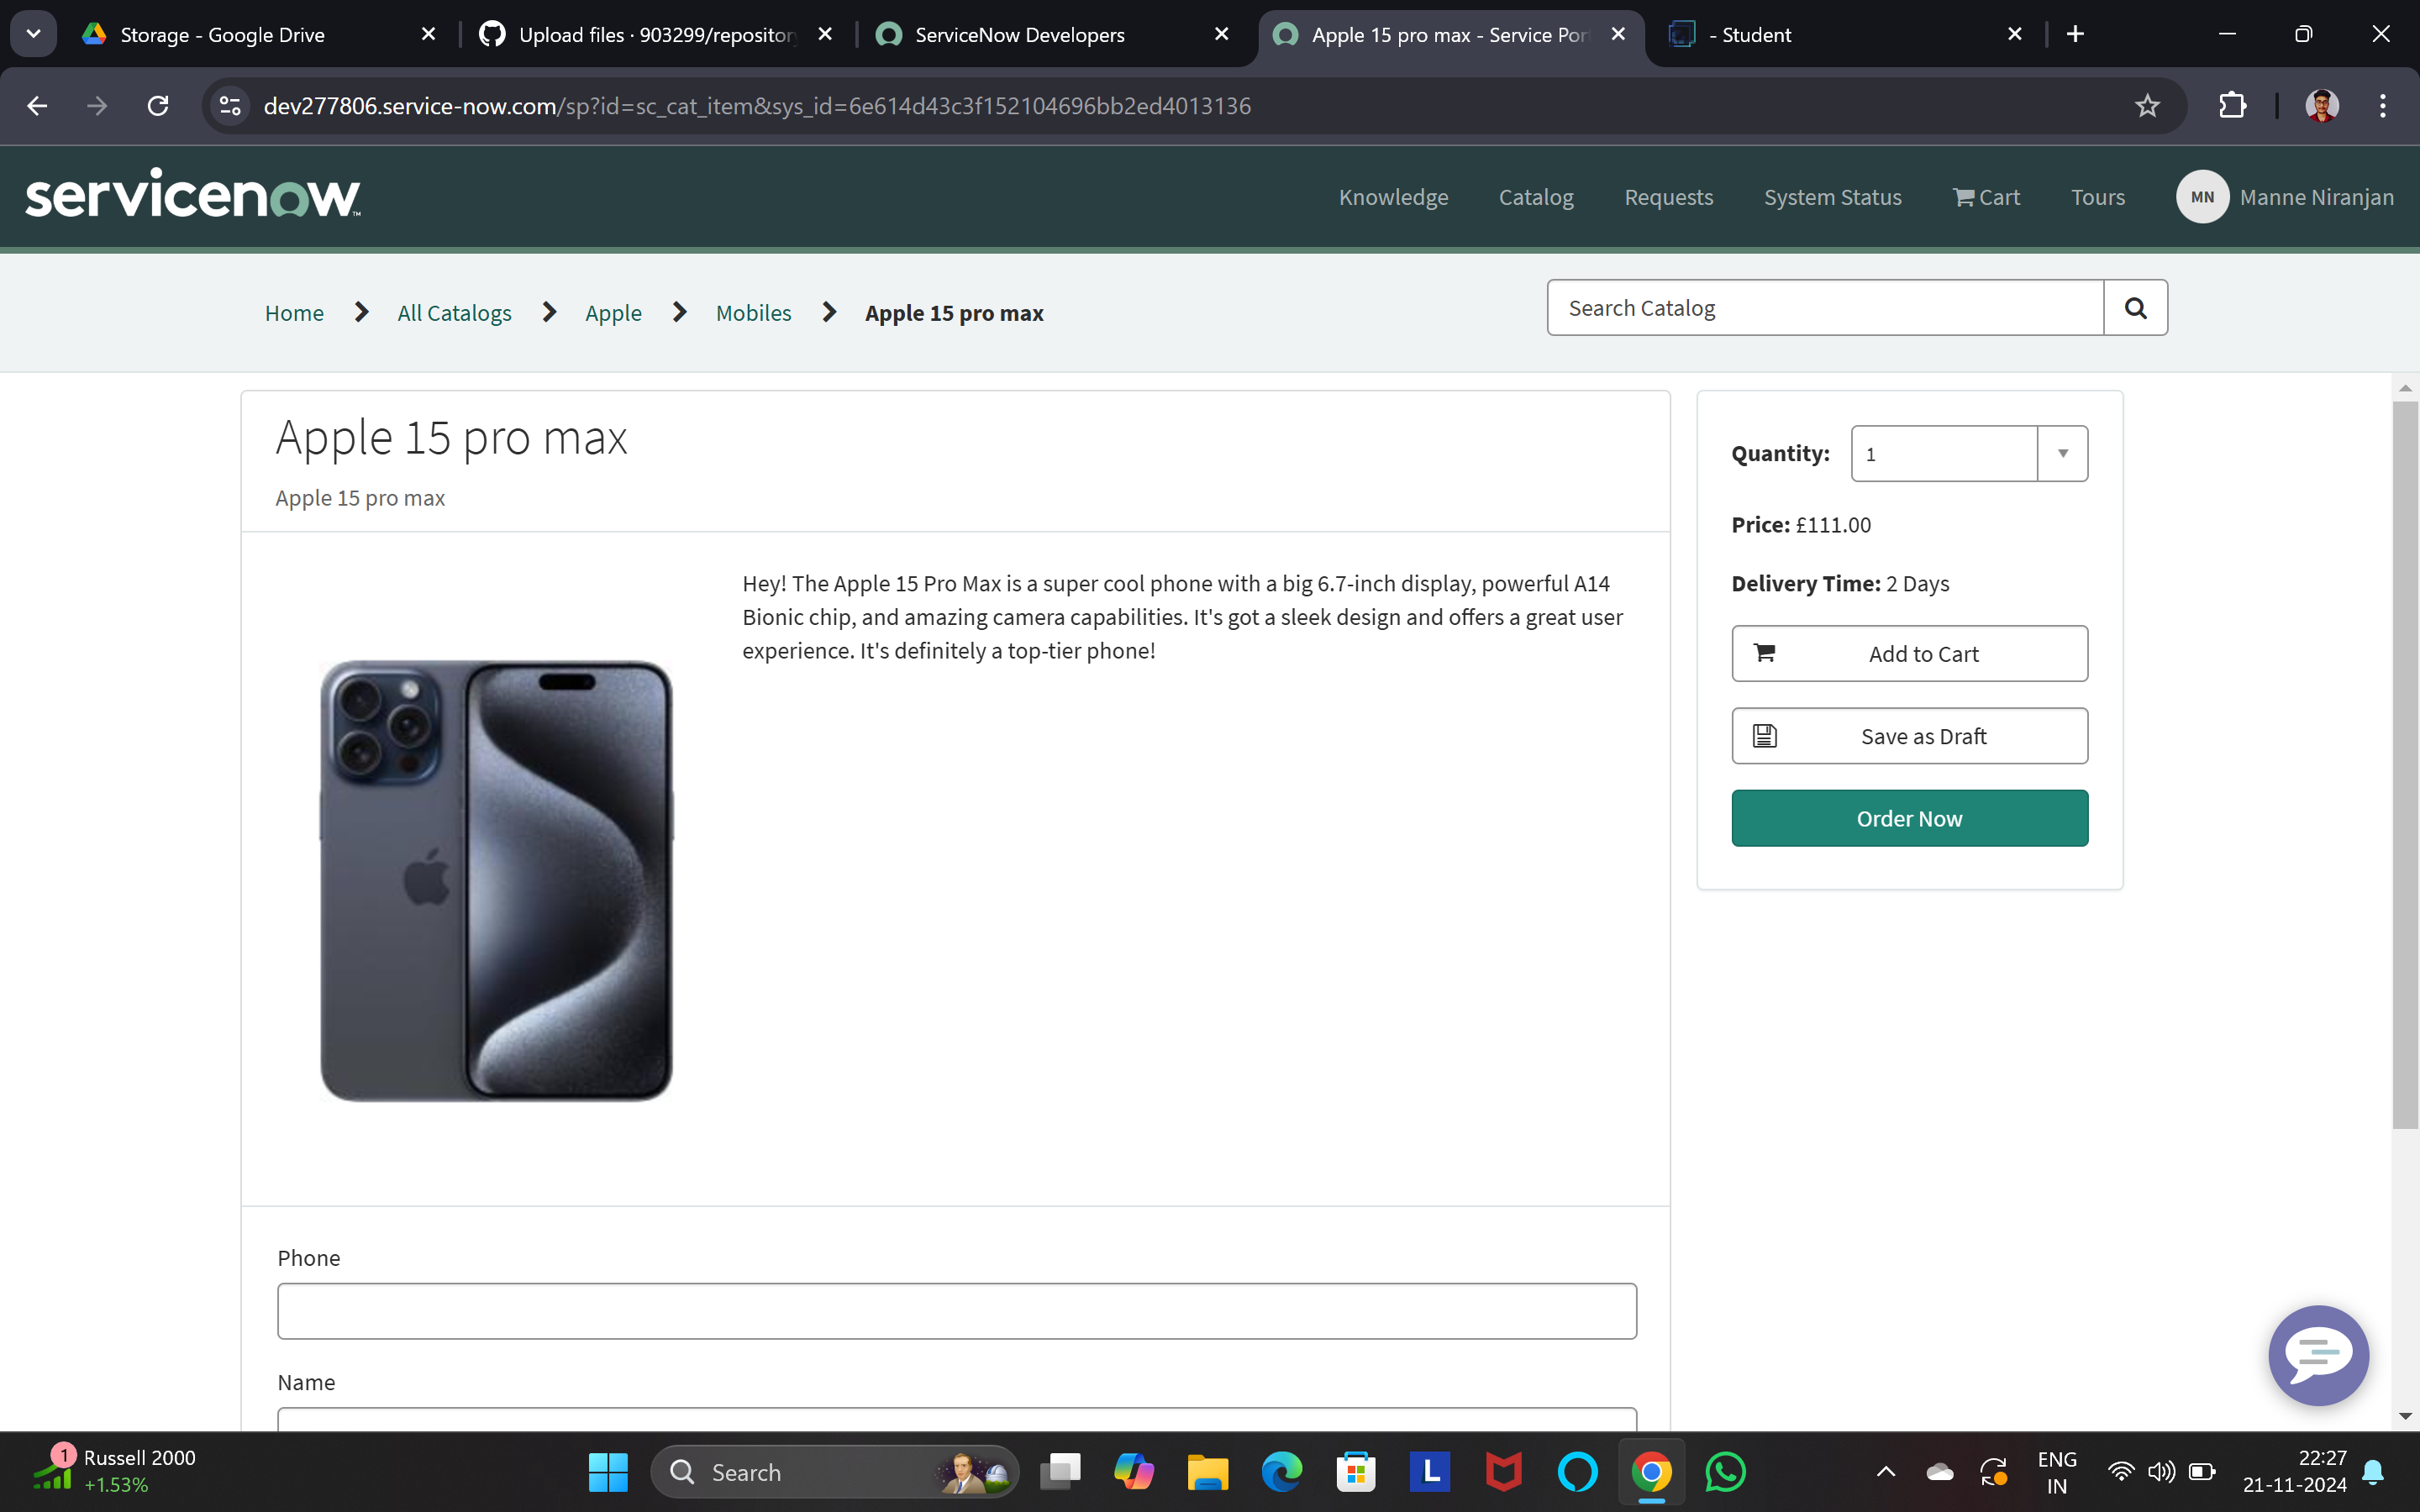 Storage - Google Drive
Upload files · 903299/repository
ServiceNow Developers
Apple 15 pro max - Service Por
- Student
dev277806.service-now.com/sp?id=sc_cat_item&sys_id=6e614d43c3f152104696bb2ed4013136
servicenow™
Knowledge
Catalog
Requests
System Status
Cart
Tours
MN
Manne Niranjan
Home
All Catalogs
Apple
Mobiles
Apple 15 pro max
Search Catalog
Apple 15 pro max
Apple 15 pro max
Hey! The Apple 15 Pro Max is a super cool phone with a big 6.7-inch display, powerful A14
Bionic chip, and amazing camera capabilities. It's got a sleek design and offers a great user
experience. It's definitely a top-tier phone!
Quantity: 1
Price: £111.00
Delivery Time: 2 Days
Add to Cart
Save as Draft
Order Now
Phone
Name
1
Russell 2000
+1.53%
Search
L
ENG
IN
22:27
21-11-2024